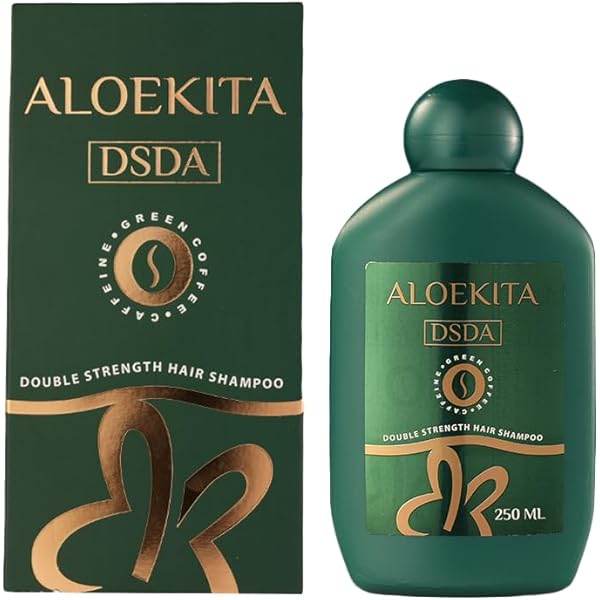 ALOEKITA
DSDA
GREEN COFFEE • CAFFEINE •
DOUBLE STRENGTH HAIR SHAMPOO
ALOEKITA
DSDA
GREEN COFFEE • CAFFEINE •
DOUBLE STRENGTH HAIR SHAMPOO
250 ML